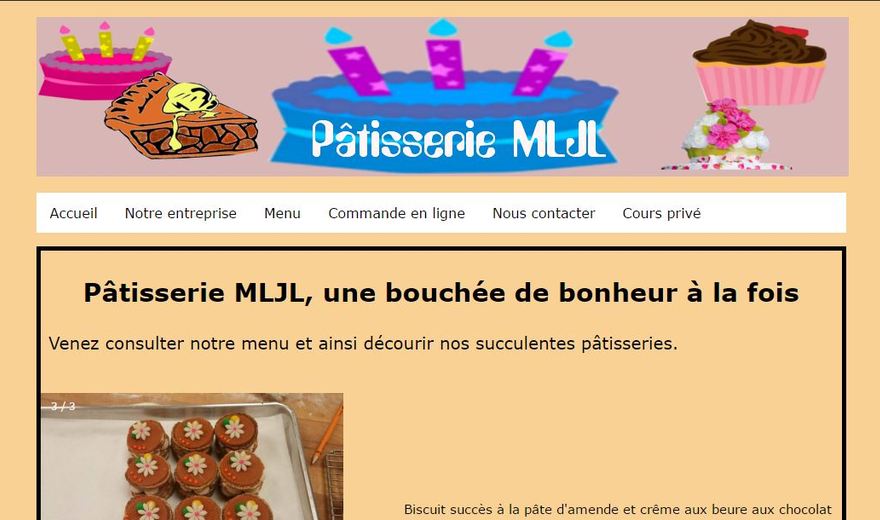 Pâtisserie MLJL
Accueil Notre entreprise Menu Commande en ligne Nous contacter Cours privé
Pâtisserie MLJL, une bouchée de bonheur à la fois
Venez consulter notre menu et ainsi décourir nos succulentes pâtisseries.
3 / 3
Biscuit succès à la pâte d'amende et crême aux beure aux chocolat